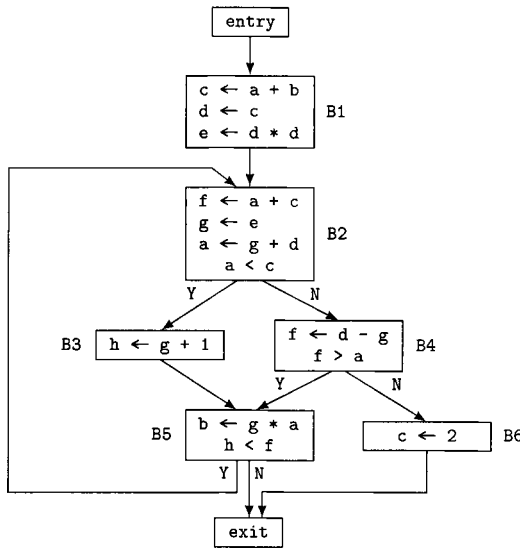 entry
c ← a + b
d ← c
e ← d * d
B1
f ← a + c
g ← e
a ← g + d
a < c
B2
Y N
B3
h ← g + 1
f ← d - g
f > a
B4
Y N
B5
b ← g * a
h < f
Y N
c ← 2
B6
exit